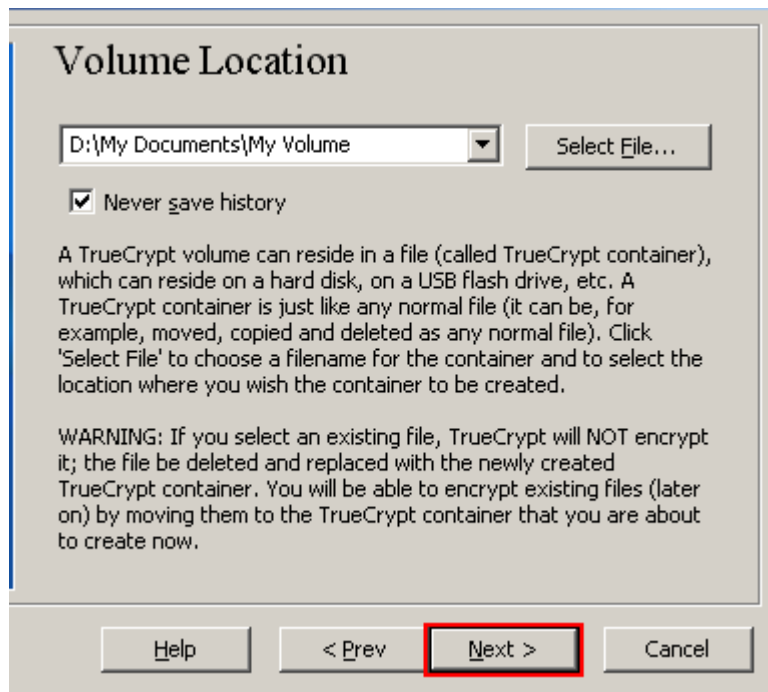 Volume Location
D:\My Documents\My Volume
Select File...
Never save history
A TrueCrypt volume can reside in a file (called TrueCrypt container),
which can reside on a hard disk, on a USB flash drive, etc. A
TrueCrypt container is just like any normal file (it can be, for
example, moved, copied and deleted as any normal file). Click
'Select File' to choose a filename for the container and to select the
location where you wish the container to be created.
WARNING: If you select an existing file, TrueCrypt will NOT encrypt
it; the file be deleted and replaced with the newly created
TrueCrypt container. You will be able to encrypt existing files (later
on) by moving them to the TrueCrypt container that you are about
to create now.
Help
< Prev
Next >
Cancel